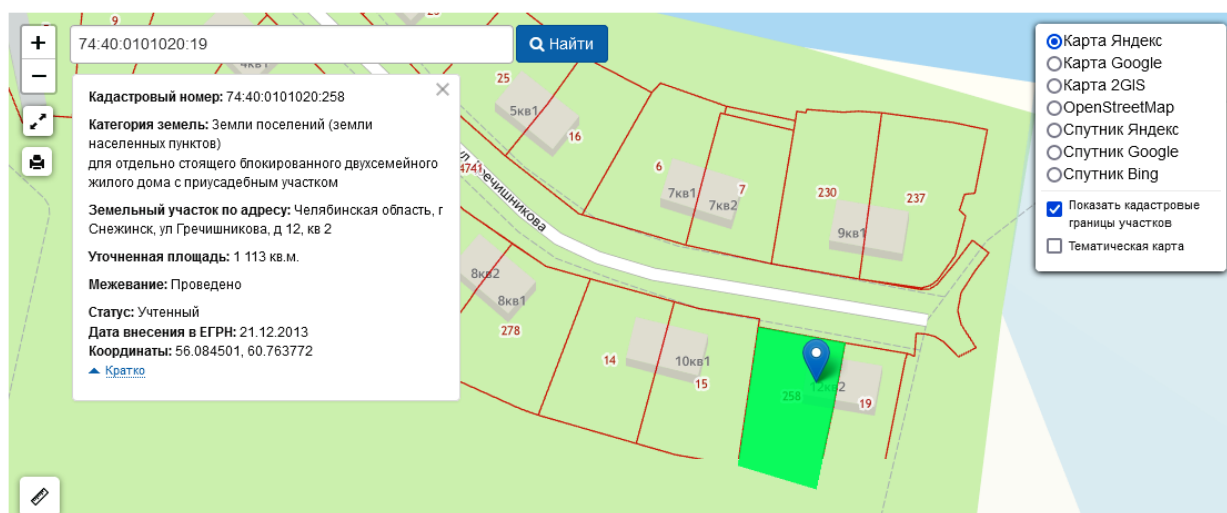 +
−
74:40:0101020:19
Найти
Кадастровый номер: 74:40:0101020:258
Категория земель: Земли поселений (земли
населенных пунктов)
для отдельно стоящего блокированного двухсемейного
жилого дома с приусадебным участком
Земельный участок по адресу: Челябинская область, г
Снежинск, ул Гречишникова, д 12, кв 2
Уточненная площадь: 1 113 кв.м.
Межевание: Проведено
Статус: Учтенный
Дата внесения в ЕГРН: 21.12.2013
Координаты: 56.084501, 60.763772
Кратко
Карта Яндекс
Карта Google
Карта 2GIS
OpenStreetMap
Спутник Яндекс
Спутник Google
Спутник Bing
Показать кадастровые
границы участков
Тематическая карта
9
4кв1
25
5кв1
16
4741
ул. Гречишникова
6
7кв1
7кв2
7
230
237
9кв1
8кв2
8кв1
278
14
10кв1
15
258
12кв2
19